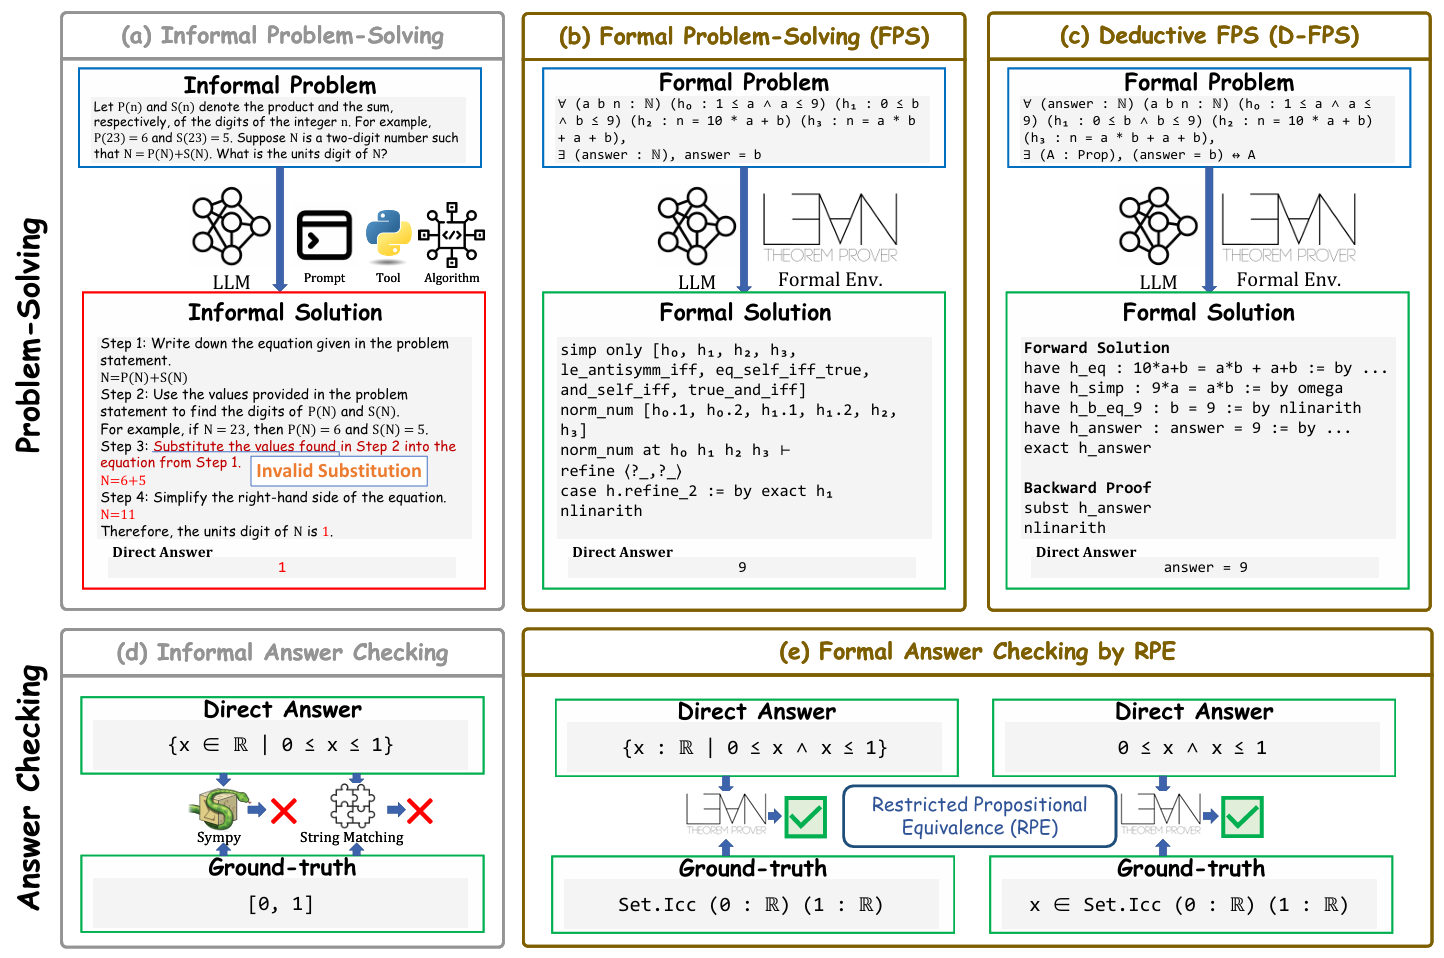 Problem-Solving
(a) Informal Problem-Solving
Informal Problem
Let P(n) and S(n) denote the product and the sum,
respectively, of the digits of the integer n. For example,
P(23) = 6 and S(23) = 5. Suppose N is a two-digit number such
that N = P(N)+S(N). What is the units digit of N?
LLM
Prompt
Tool
Algorithm
Informal Solution
Step 1: Write down the equation given in the problem
statement.
N=P(N)+S(N)
Step 2: Use the values provided in the problem
statement to find the digits of P(N) and S(N).
For example, if N = 23, then P(N) = 6 and S(N) = 5.
Step 3: Substitute the values found in Step 2 into the
equation from Step 1.
Invalid Substitution
N=6+5
Step 4: Simplify the right-hand side of the equation.
N=11
Therefore, the units digit of N is 1.
Direct Answer
1
(b) Formal Problem-Solving (FPS)
Formal Problem
∀ (a b n : ℕ) (h₀ : 1 ≤ a ∧ a ≤ 9) (h₁ : 0 ≤ b
∧ b ≤ 9) (h₂ : n = 10 * a + b) (h₃ : n = a * b
+ a + b),
∃ (answer : ℕ), answer = b
LLM
LEAN
THEOREM PROVER
Formal Env.
Formal Solution
simp only [h₀, h₁, h₂, h₃,
le_antisymm_iff, eq_self_iff_true,
and_self_iff, true_and_iff]
norm_num [h₀.1, h₀.2, h₁.1, h₁.2, h₂,
h₃]
norm_num at h₀ h₁ h₂ h₃ ⊢
refine ⟨?_,?_⟩
case h.refine_2 := by exact h₁
nlinarith
Direct Answer
9
(c) Deductive FPS (D-FPS)
Formal Problem
∀ (answer : ℕ) (a b n : ℕ) (h₀ : 1 ≤ a ∧ a ≤
9) (h₁ : 0 ≤ b ∧ b ≤ 9) (h₂ : n = 10 * a + b)
(h₃ : n = a * b + a + b),
∃ (A : Prop), (answer = b) ↔ A
LLM
LEAN
THEOREM PROVER
Formal Env.
Formal Solution
Forward Solution
have h_eq : 10*a+b = a*b + a+b := by ...
have h_simp : 9*a = a*b := by omega
have h_b_eq_9 : b = 9 := by nlinarith
have h_answer : answer = 9 := by ...
exact h_answer
Backward Proof
subst h_answer
nlinarith
Direct Answer
answer = 9
Answer Checking
(d) Informal Answer Checking
Direct Answer
{x ∈ ℝ | 0 ≤ x ≤ 1}
Sympy
String Matching
Ground-truth
[0, 1]
(e) Formal Answer Checking by RPE
Direct Answer
{x : ℝ | 0 ≤ x ∧ x ≤ 1}
LEAN
THEOREM PROVER
Ground-truth
Set.Icc (0 : ℝ) (1 : ℝ)
Restricted Propositional
Equivalence (RPE)
Direct Answer
0 ≤ x ∧ x ≤ 1
LEAN
THEOREM PROVER
Ground-truth
x ∈ Set.Icc (0 : ℝ) (1 : ℝ)